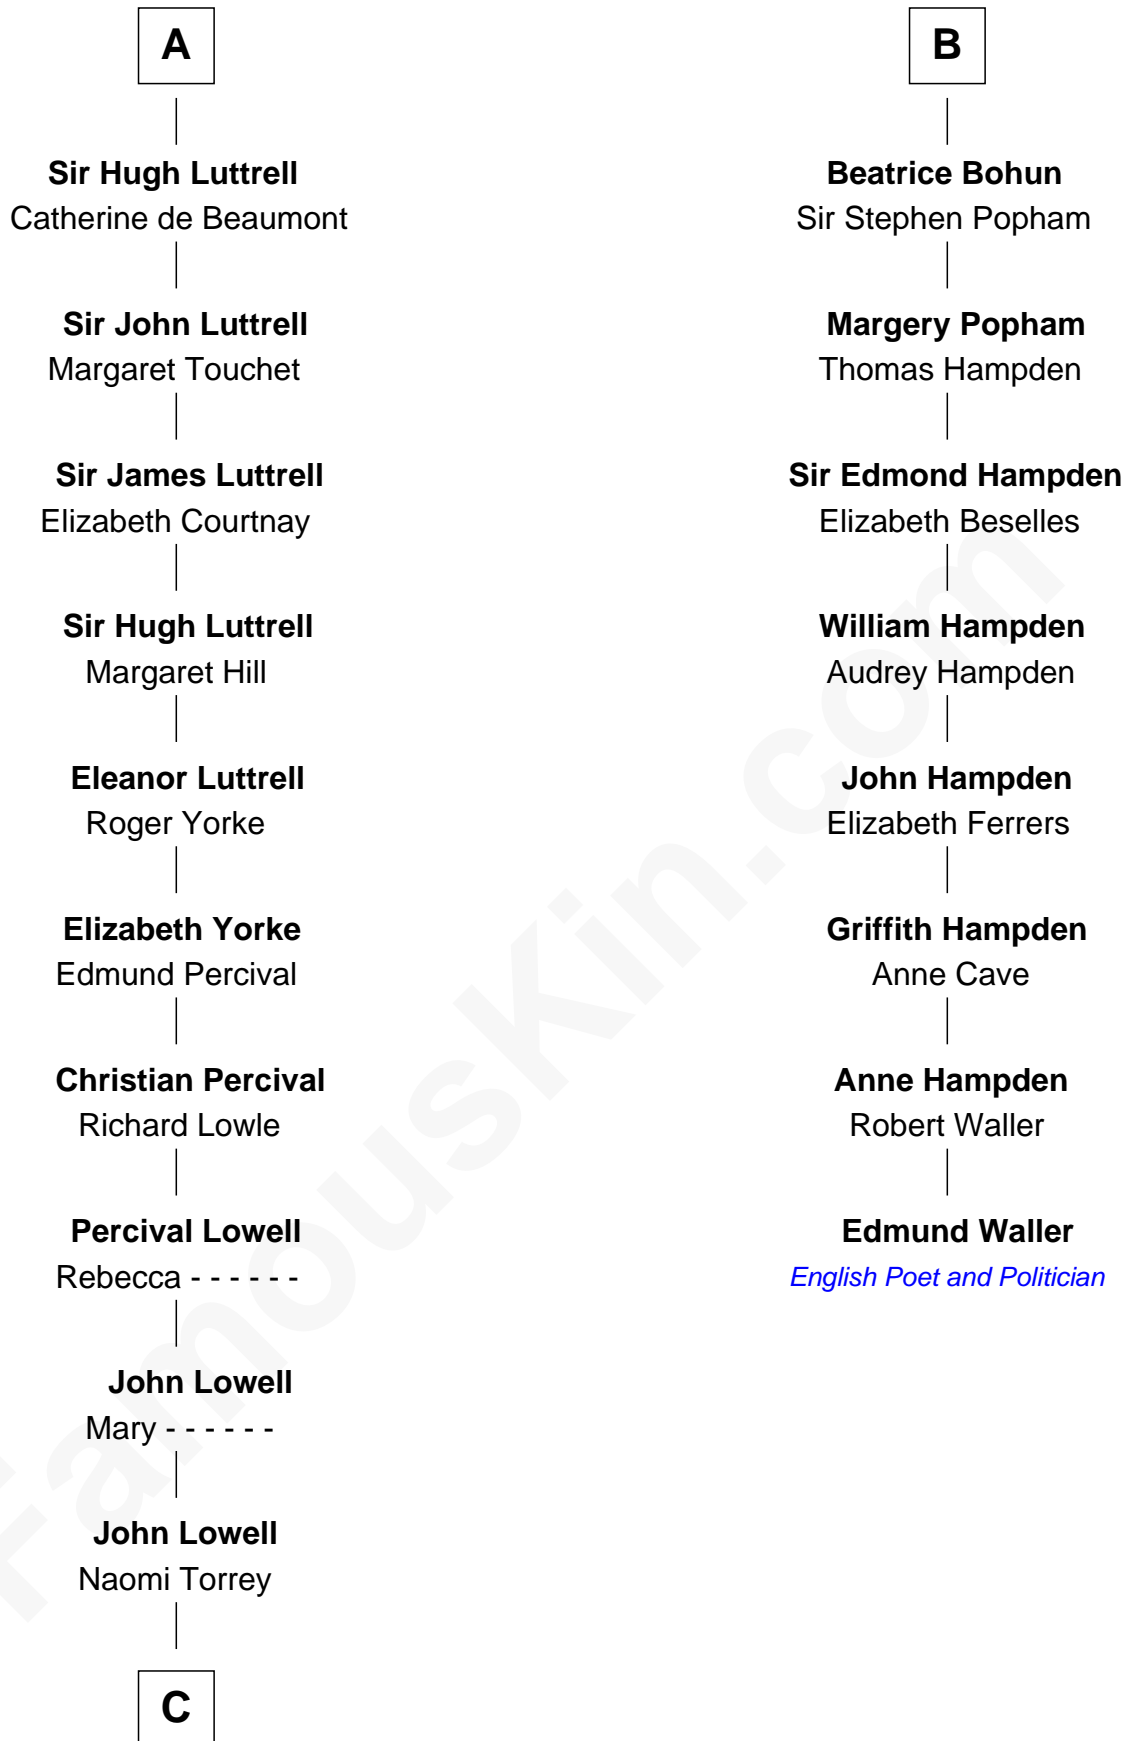 A
Sir Hugh Luttrell
Catherine de Beaumont
Sir John Luttrell
Margaret Touchet
Sir James Luttrell
Elizabeth Courtnay
Sir Hugh Luttrell
Margaret Hill
Eleanor Luttrell
Roger Yorke
Elizabeth Yorke
Edmund Percival
Christian Percival
Richard Lowle
Percival Lowell
Rebecca - - - - - -
John Lowell
Mary - - - - - -
John Lowell
Naomi Torrey
C
B
Beatrice Bohun
Sir Stephen Popham
Margery Popham
Thomas Hampden
Sir Edmond Hampden
Elizabeth Beselles
William Hampden
Audrey Hampden
John Hampden
Elizabeth Ferrers
Griffith Hampden
Anne Cave
Anne Hampden
Robert Waller
Edmund Waller
English Poet and Politician
FamousKin.com